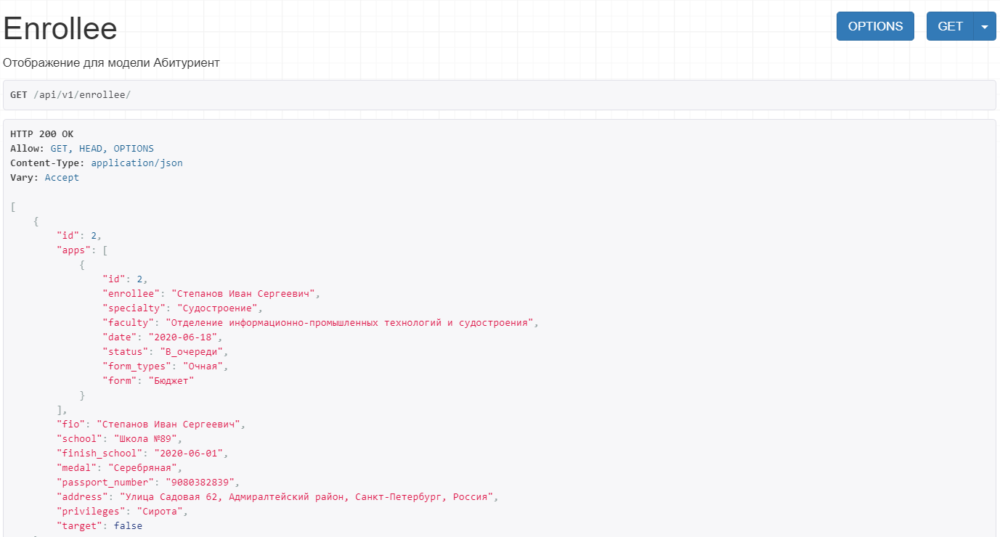 Enrollee
OPTIONS
GET
Отображение для модели Абитуриент
GET /api/v1/enrollee/
HTTP 200 OK
Allow: GET, HEAD, OPTIONS
Content-Type: application/json
Vary: Accept
[
{
"id": 2,
"apps": [
{
"id": 2,
"enrollee": "Степанов Иван Сергеевич",
"specialty": "Судостроение",
"faculty": "Отделение информационно-промышленных технологий и судостроения",
"date": "2020-06-18",
"status": "В_очереди",
"form_types": "Очная",
"form": "Бюджет"
}
],
"fio": "Степанов Иван Сергеевич",
"school": "Школа №89",
"finish_school": "2020-06-01",
"medal": "Серебряная",
"passport_number": "9080382839",
"address": "Улица Садовая 62, Адмиралтейский район, Санкт-Петербург, Россия",
"privileges": "Сирота",
"target": false